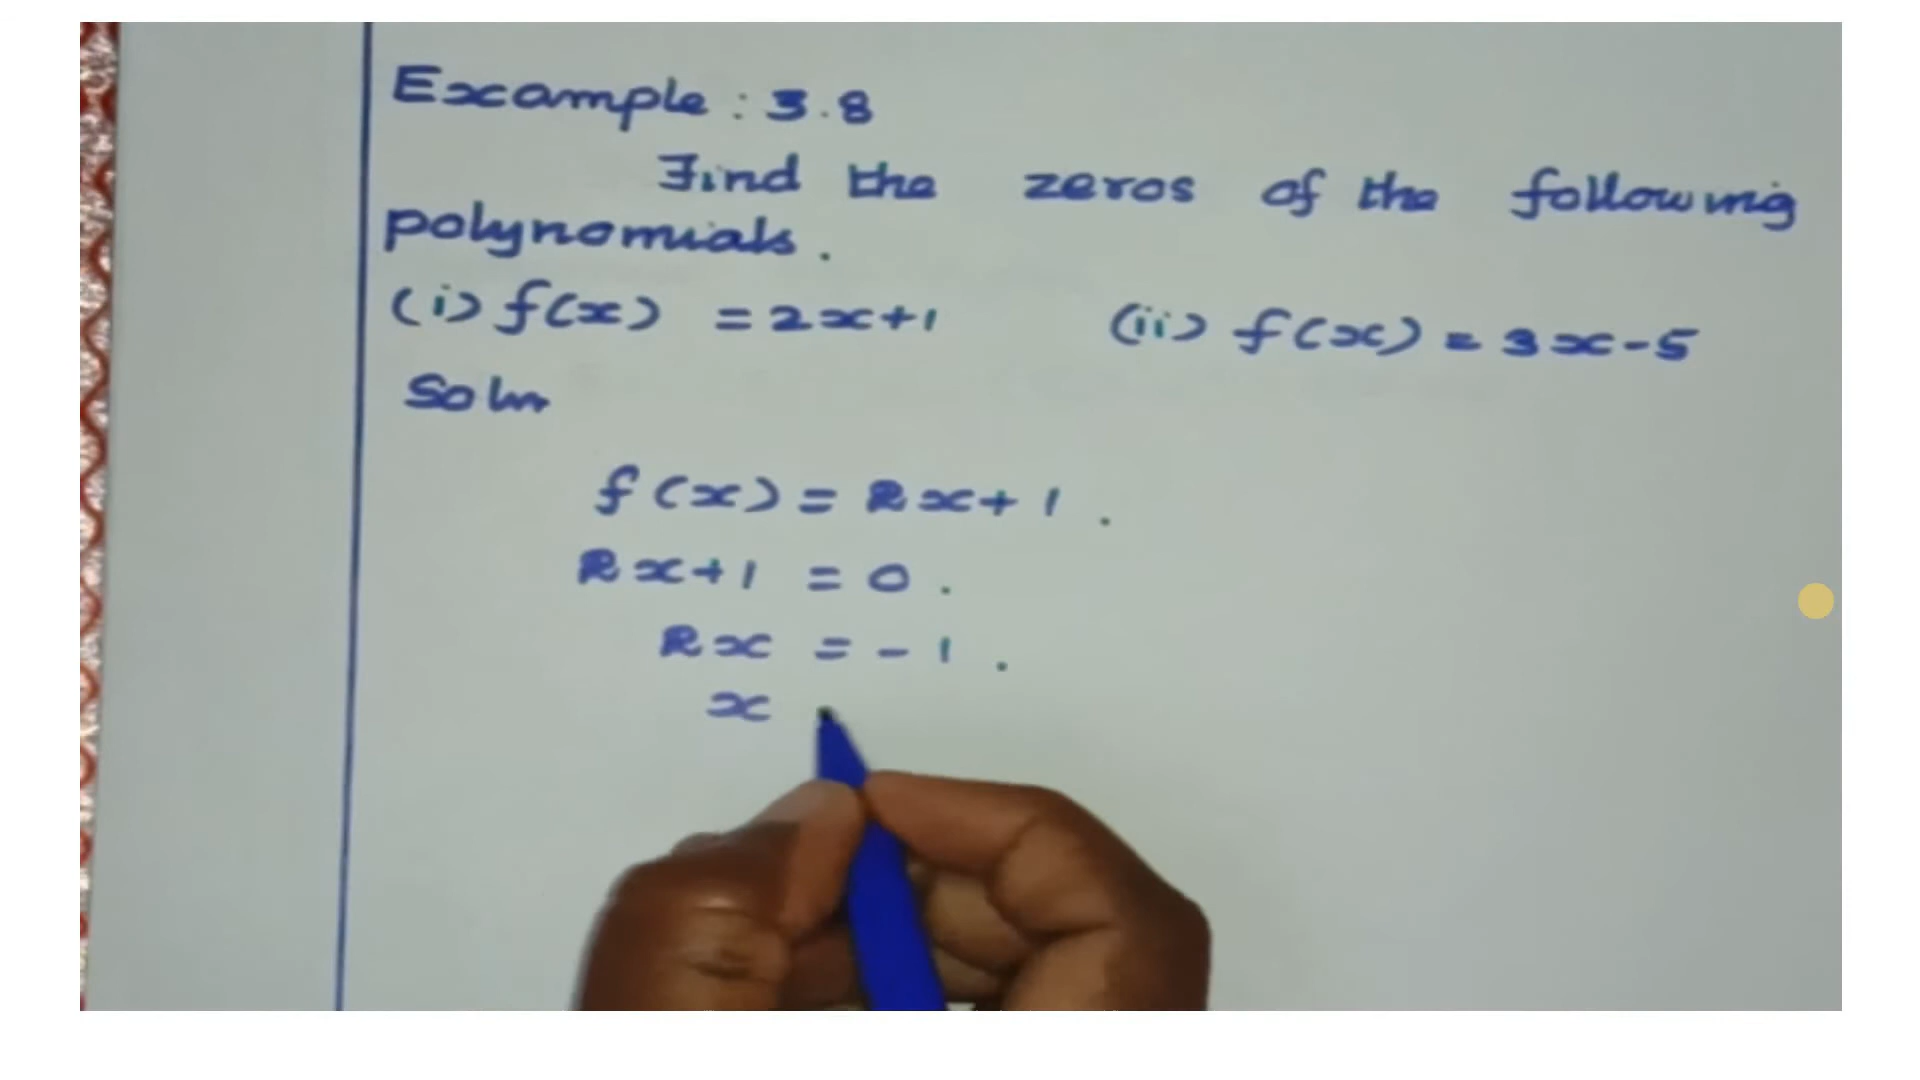 Example : 3.8
Find the zeros of the following
polynomials.
(i) f(x) = 2x+1 (ii) f(x) = 3x-5
Soln
f(x) = 2x+1.
2x+1 = 0.
2x = -1.
x